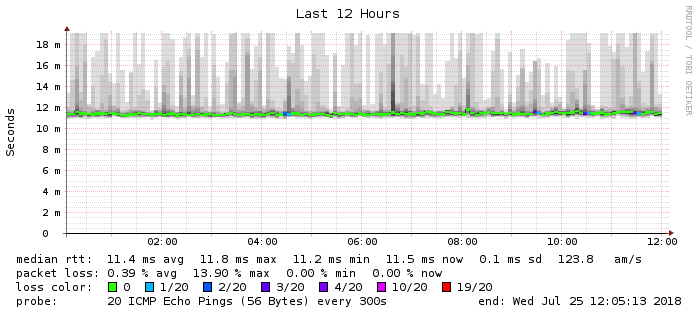 Last 12 Hours
RRDTOOL / TOBI OETIKER
Seconds
18 m
16 m
14 m
12 m
10 m
8 m
6 m
4 m
2 m
0
02:00 04:00 06:00 08:00 10:00 12:00
median rtt: 11.4 ms avg 11.8 ms max 11.2 ms min 11.5 ms now 0.1 ms sd 123.8 am/s
packet loss: 0.39 % avg 13.90 % max 0.00 % min 0.00 % now
loss color: 0 1/20 2/20 3/20 4/20 10/20 19/20
probe: 20 ICMP Echo Pings (56 Bytes) every 300s end: Wed Jul 25 12:05:13 2018